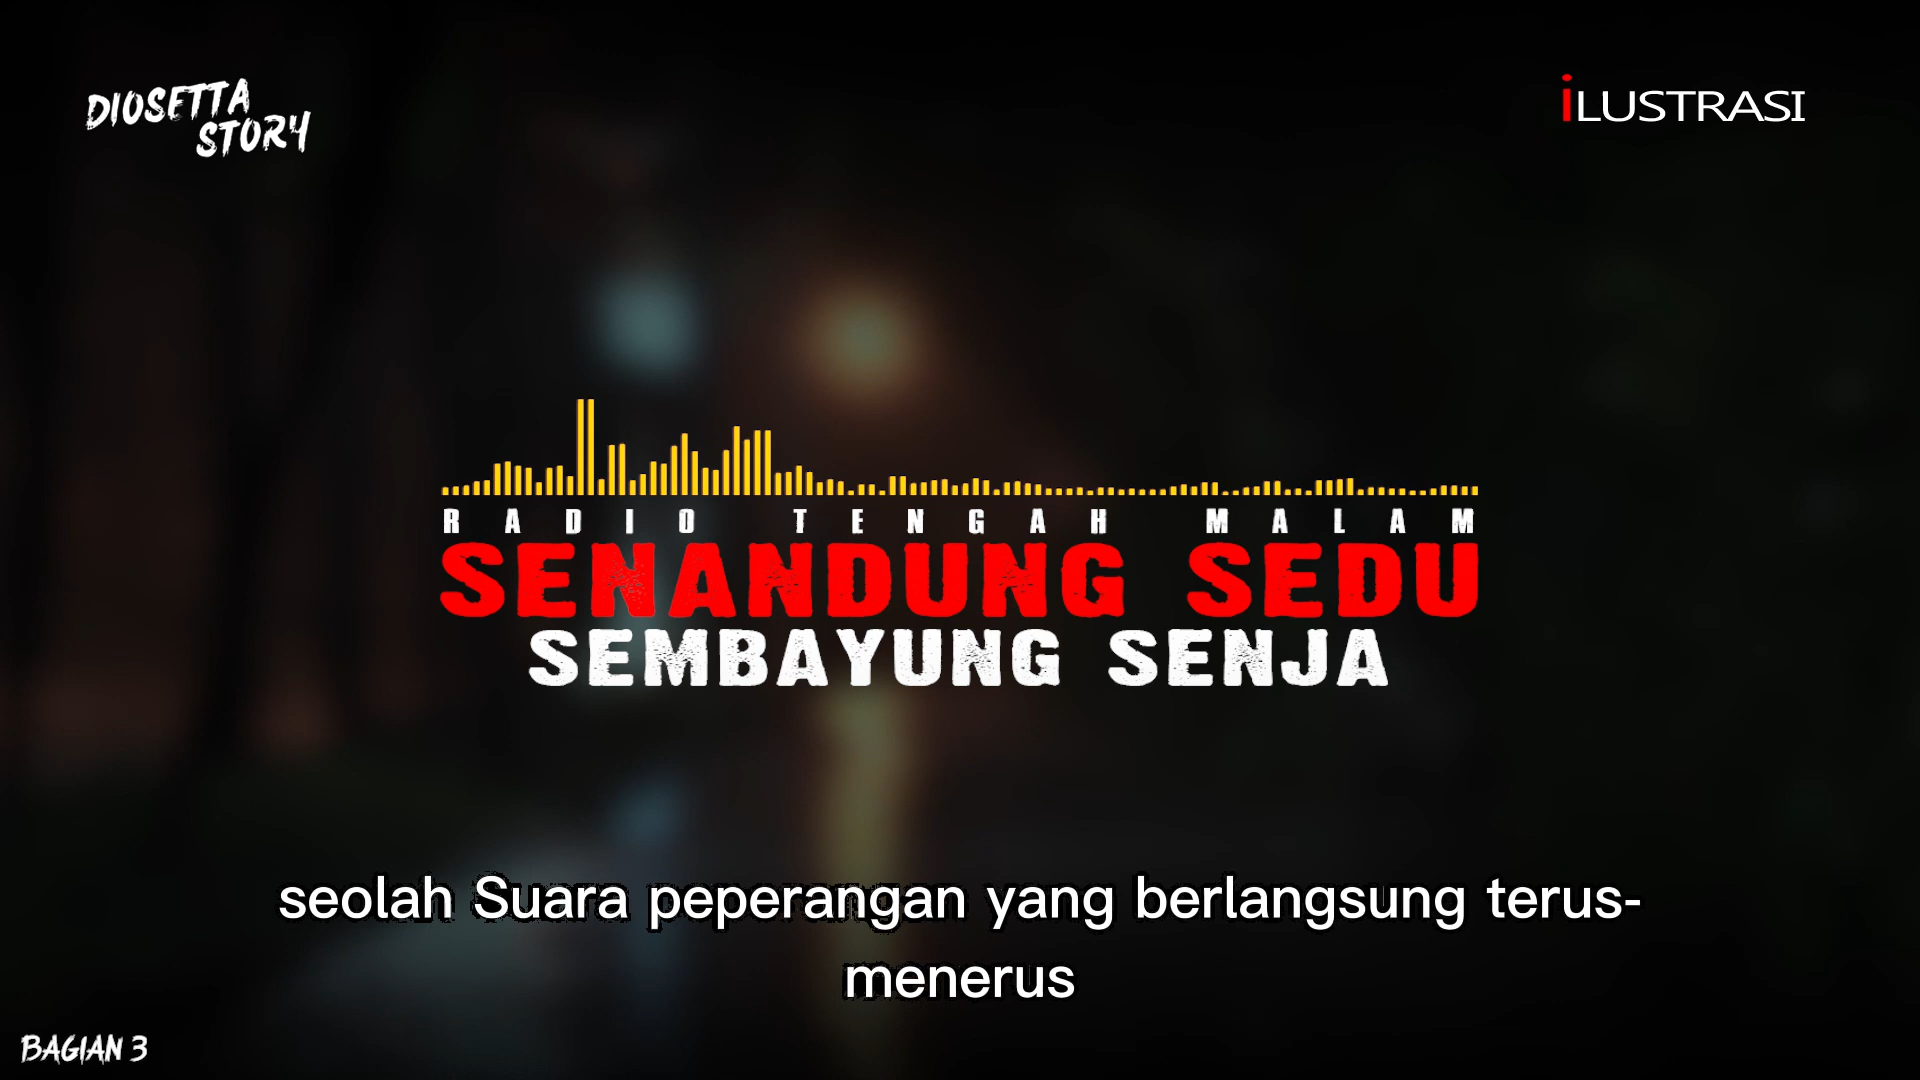 DIOSETTA
STORY
iLUSTRASI
RADIO TENGAH MALAM
SENANDUNG SEDU
SEMBAYUNG SENJA
seolah Suara peperangan yang berlangsung terus-
menerus
BAGIAN 3